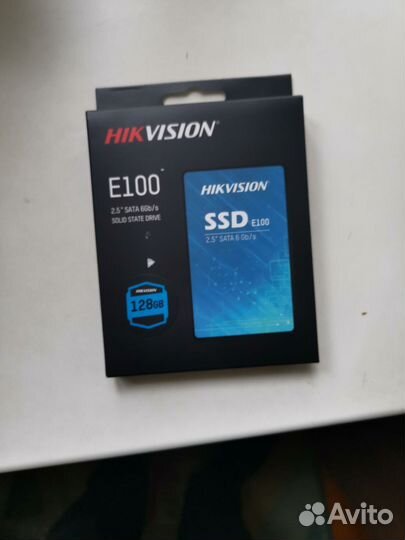 HIKVISION
E100
2.5" SATA 6Gb/s
SOLID STATE DRIVE
HIKVISION
128GB
HIKVISION
SSD E100
2.5" SATA 6 Gb/s
Avito